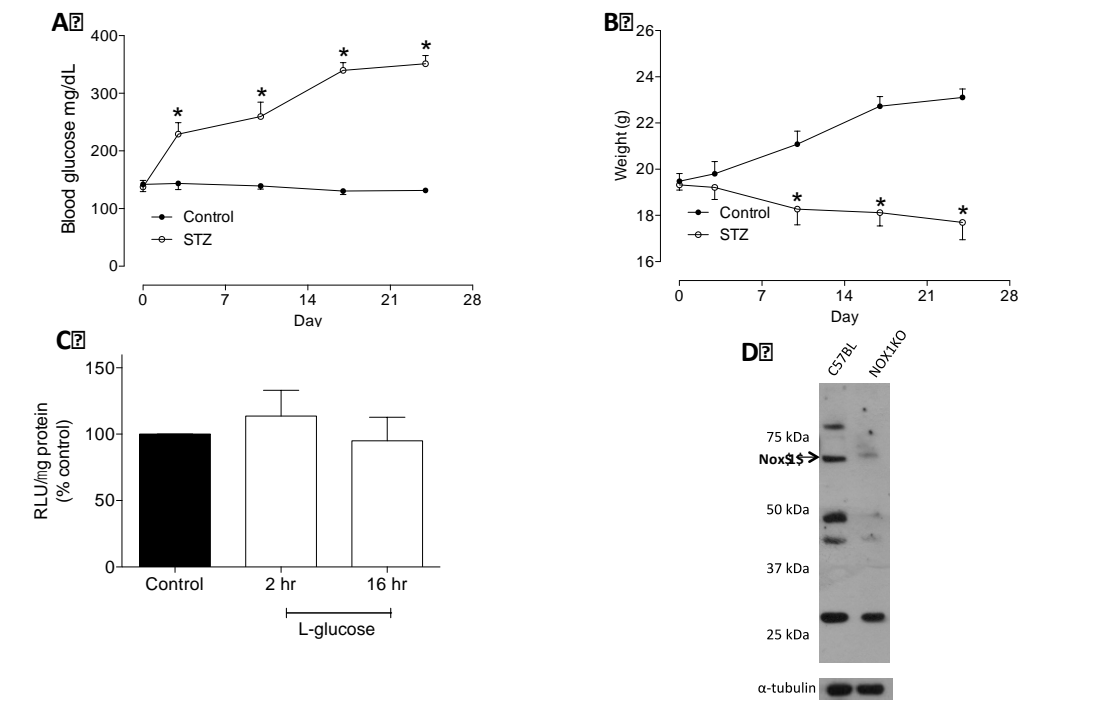 A
400
300
200
100
0
Blood glucose mg/dL
*
*
*
*
Control
STZ
0 7 14 21 28
Day
B
26
24
22
20
18
16
Weight (g)
Control
STZ
*
*
*
0 7 14 21 28
Day
C
150
100
50
0
RLU/mg protein
(% control)
Control 2 hr 16 hr
L-glucose
D
C57BL NOX1KO
75 kDa
50 kDa
37 kDa
25 kDa
α-tubulin